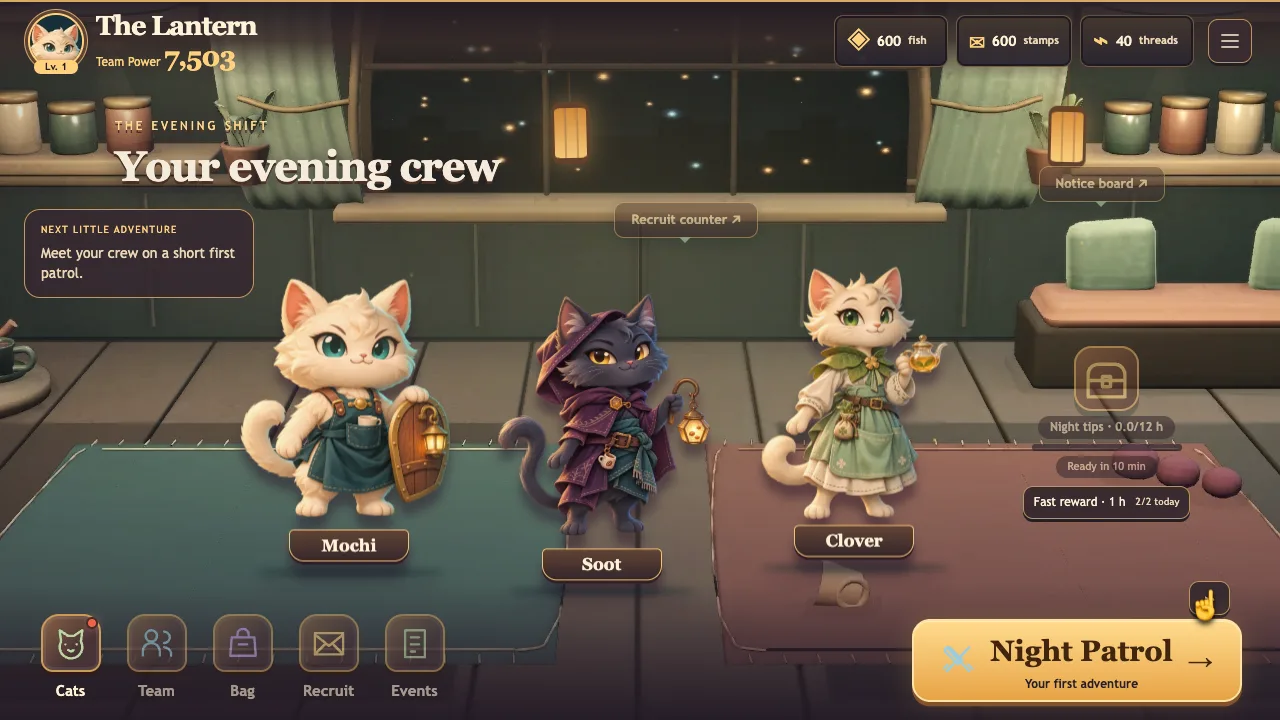 The Lantern
Lv. 1
Team Power 7,503
600 fish
600 stamps
40 threads
THE EVENING SHIFT
Your evening crew
Notice board ↗
Recruit counter ↗
NEXT LITTLE ADVENTURE
Meet your crew on a short first
patrol.
Night tips · 0.0/12 h
Ready in 10 min
Fast reward · 1 h 2/2 today
Mochi
Soot
Clover
Night Patrol →
Your first adventure
Cats
Team
Bag
Recruit
Events